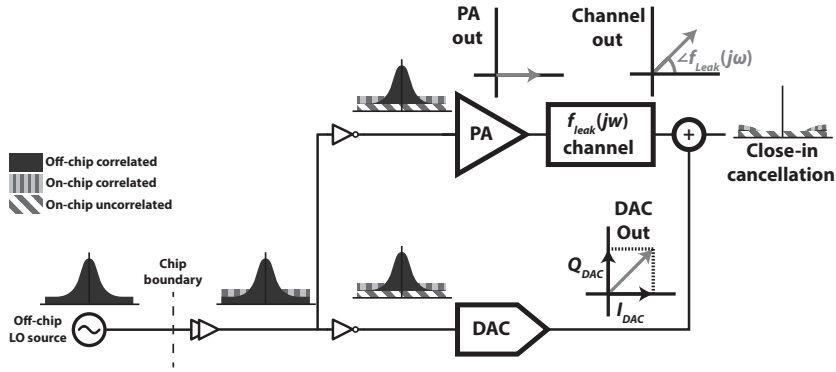 PA
out
Channel
out
∠f_Leak(jω)
PA
f_leak(jw)
channel
+
Close-in
cancellation
Off-chip correlated
On-chip correlated
On-chip uncorrelated
DAC
Out
Q_DAC
I_DAC
Chip
boundary
Off-chip
LO source
DAC